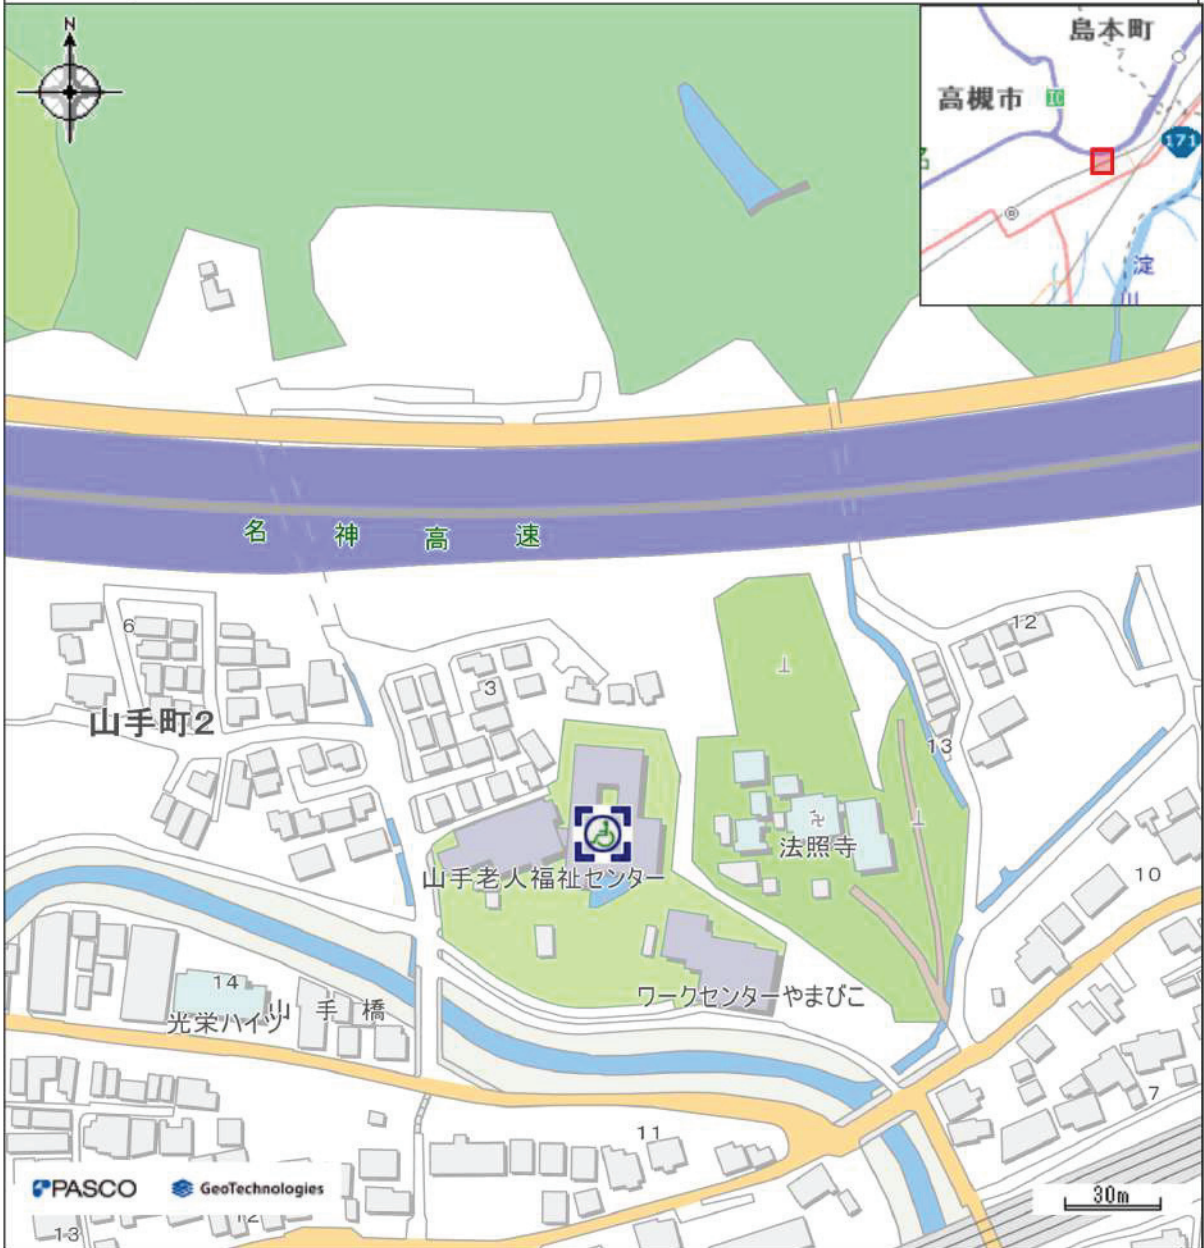 N
島本町
高槻市
IC
171
名
淀
川
名神高速
6
12
3
山手町2
13
法照寺
山手老人福祉センター
10
14
ワークセンターやまびこ
山手橋
光栄ハイツ
7
11
PASCO
GeoTechnologies
30m
12
13